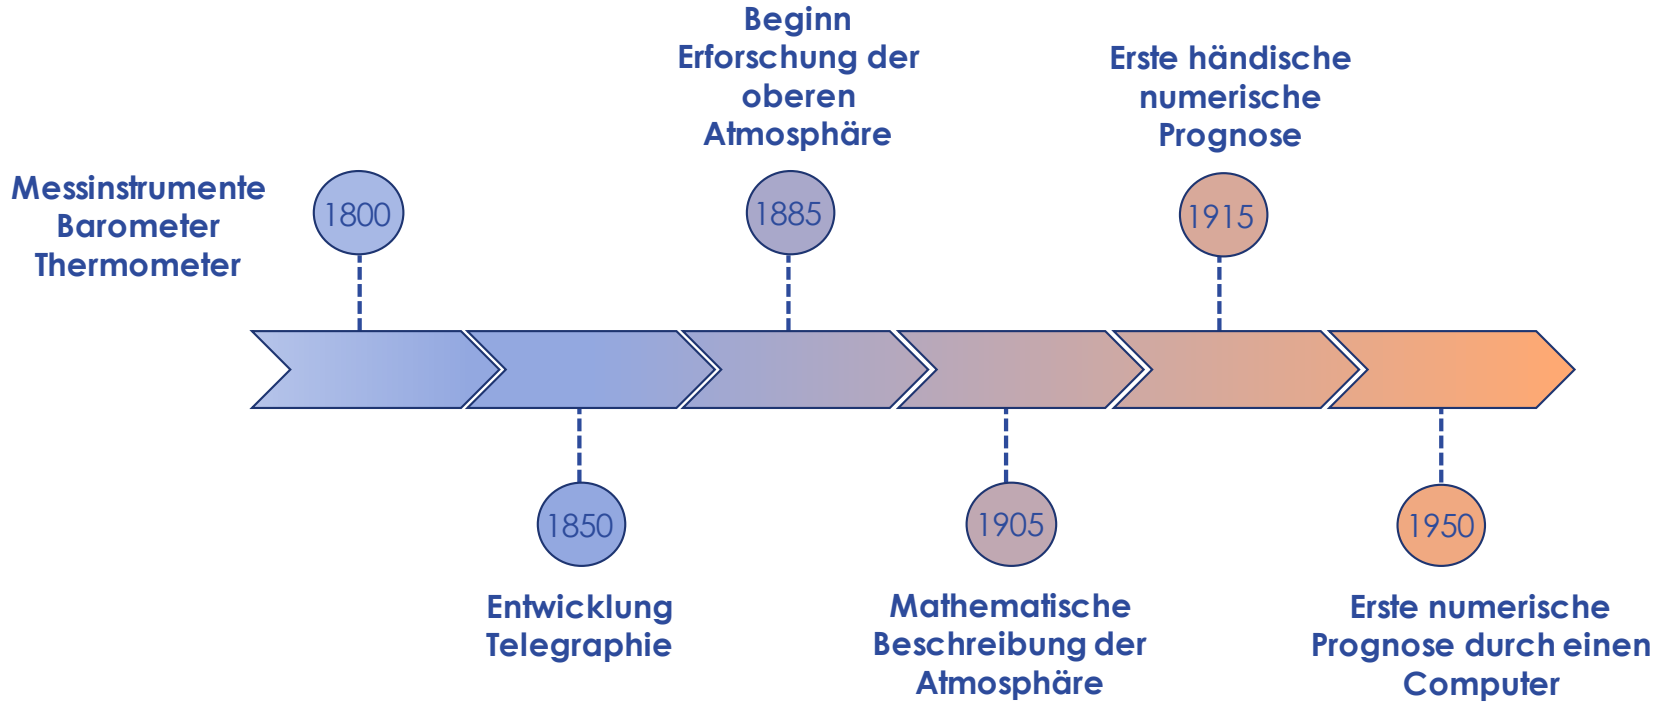 Messinstrumente
Barometer
Thermometer
1800
1850
Entwicklung
Telegraphie
Beginn
Erforschung der
oberen
Atmosphäre
1885
1905
Mathematische
Beschreibung der
Atmosphäre
Erste händische
numerische
Prognose
1915
1950
Erste numerische
Prognose durch einen
Computer